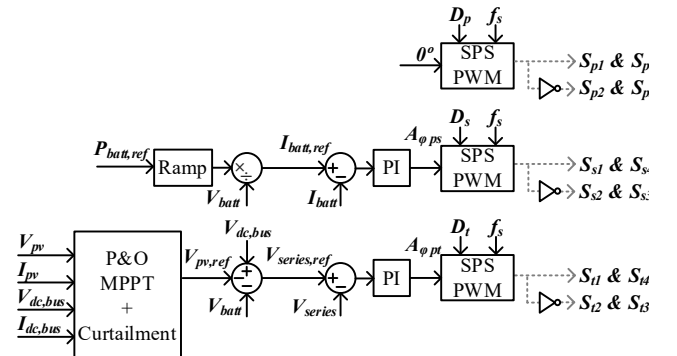 D_p f_s
0° SPS PWM S_p1 & S_p
S_p2 & S_p
D_s f_s
P_batt,ref Ramp × ÷ I_batt,ref + − PI A_φ ps SPS PWM S_s1 & S_s4
V_batt I_batt S_s2 & S_s3
V_dc,bus D_t f_s
V_pv P&O MPPT + Curtailment V_pv,ref − + − V_series,ref + − PI A_φ pt SPS PWM S_t1 & S_t4
I_pv V_batt V_series S_t2 & S_t3
V_dc,bus
I_dc,bus